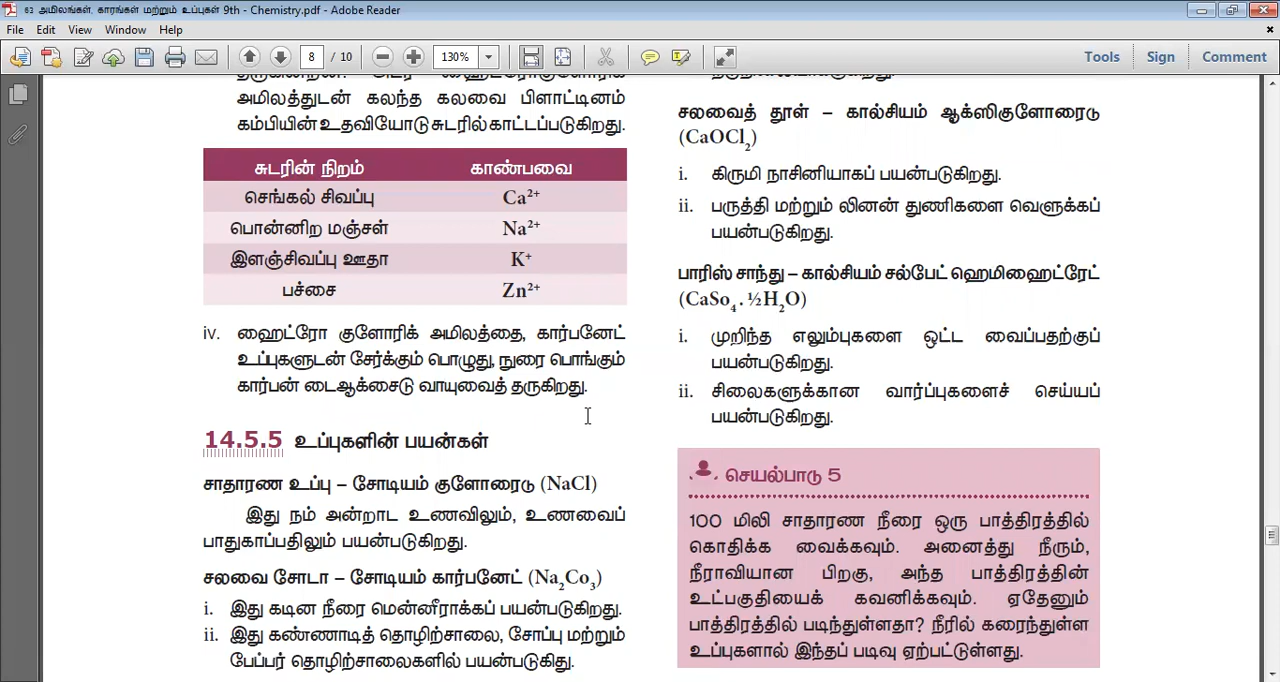 63 அமிலங்கள், காரங்கள் மற்றும் உப்புகள் 9th - Chemistry.pdf - Adobe Reader
File Edit View Window Help
8 / 10 130% Tools Sign Comment
அமிலத்துடன் கலந்த கலவை பிளாட்டினம்
கம்பியின் உதவியோடு சுடரில் காட்டப்படுகிறது.
சுடரின் நிறம் காண்பவை
செங்கல் சிவப்பு Ca²⁺
பொன்னிற மஞ்சள் Na²⁺
இளஞ்சிவப்பு ஊதா K⁺
பச்சை Zn²⁺
iv. ஹைட்ரோ குளோரிக் அமிலத்தை, கார்பனேட்
உப்புகளுடன் சேர்க்கும் பொழுது, நுரை பொங்கும்
கார்பன் டைஆக்சைடு வாயுவைத் தருகிறது.
14.5.5 உப்புகளின் பயன்கள்
சாதாரண உப்பு – சோடியம் குளோரைடு (NaCl)
இது நம் அன்றாட உணவிலும், உணவைப்
பாதுகாப்பதிலும் பயன்படுகிறது.
சலவை சோடா – சோடியம் கார்பனேட் (Na₂Co₃)
i. இது கடின நீரை மென்னீராக்கப் பயன்படுகிறது.
ii. இது கண்ணாடித் தொழிற்சாலை, சோப்பு மற்றும்
பேப்பர் தொழிற்சாலைகளில் பயன்படுகிது.
சலவைத் தூள் – கால்சியம் ஆக்ஸிகுளோரைடு
(CaOCl₂)
i. கிருமி நாசினியாகப் பயன்படுகிறது.
ii. பருத்தி மற்றும் லினன் துணிகளை வெளுக்கப்
பயன்படுகிறது.
பாரிஸ் சாந்து – கால்சியம் சல்பேட் ஹெமிஹைட்ரேட்
(CaSo₄ . ½H₂O)
i. முறிந்த எலும்புகளை ஒட்ட வைப்பதற்குப்
பயன்படுகிறது.
ii. சிலைகளுக்கான வார்ப்புகளைச் செய்யப்
பயன்படுகிறது.
செயல்பாடு 5
100 மிலி சாதாரண நீரை ஒரு பாத்திரத்தில்
கொதிக்க வைக்கவும். அனைத்து நீரும்,
நீராவியான பிறகு, அந்த பாத்திரத்தின்
உட்பகுதியைக் கவனிக்கவும். ஏதேனும்
பாத்திரத்தில் படிந்துள்ளதா? நீரில் கரைந்துள்ள
உப்புகளால் இந்தப் படிவு ஏற்பட்டுள்ளது.